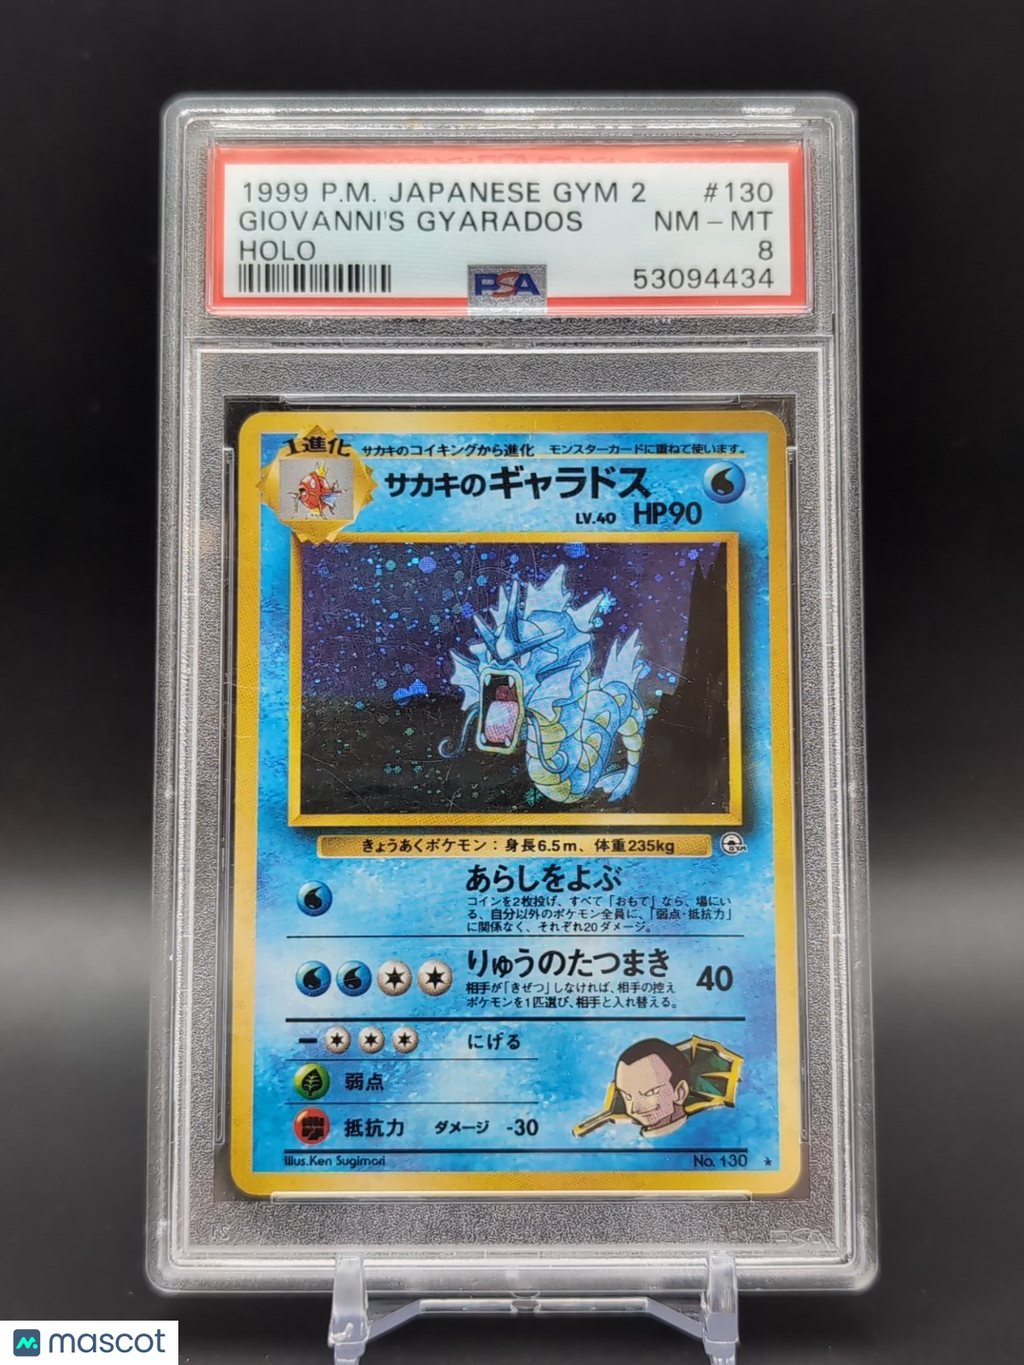 1999 P.M. JAPANESE GYM 2 #130
GIOVANNI'S GYARADOS NM - MT
HOLO 8
PSA 53094434
1進化
サカキのコイキングから進化 モンスターカードに重ねて使います。
サカキのギャラドス
LV.40 HP90
きょうあくポケモン：身長6.5m、体重235kg
GYM
あらしをよぶ
コインを2枚投げ、すべて「おもて」なら、場にい
る、自分以外のポケモン全員に、「弱点・抵抗力」
に関係なく、それぞれ20ダメージ。
りゅうのたつまき 40
相手が「きぜつ」しなければ、相手の控え
ポケモンを1匹選び、相手と入れ替える。
にげる
弱点
抵抗力 ダメージ -30
Illus.Ken Sugimori No. 130 ★
PSA
mascot